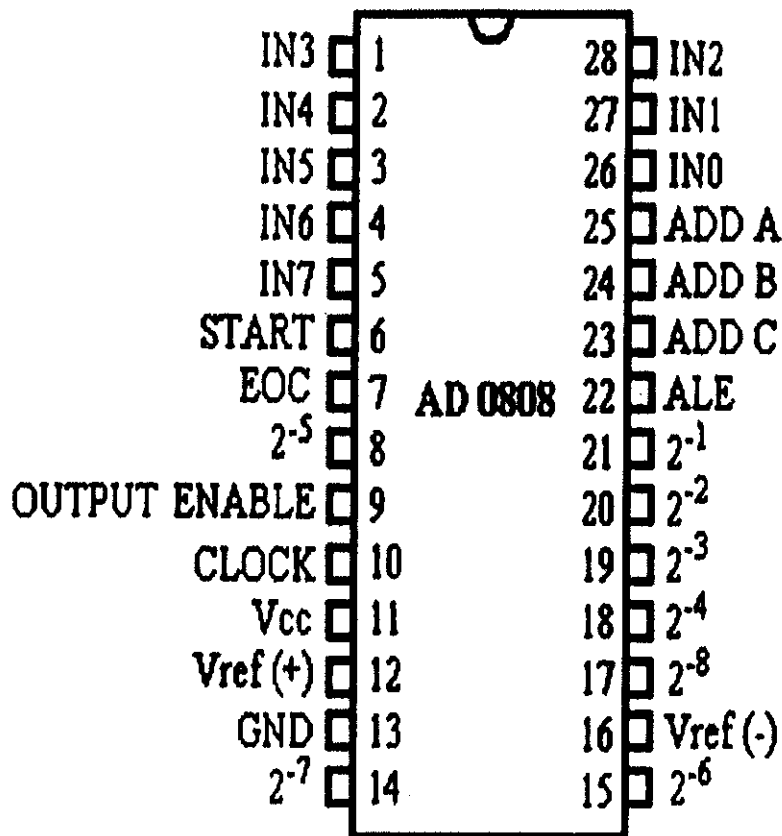 IN3 1 28 IN2
IN4 2 27 IN1
IN5 3 26 IN0
IN6 4 25 ADD A
IN7 5 24 ADD B
START 6 23 ADD C
EOC 7 AD 0808 22 ALE
2⁻⁵ 8 21 2⁻¹
OUTPUT ENABLE 9 20 2⁻²
CLOCK 10 19 2⁻³
Vcc 11 18 2⁻⁴
Vref (+) 12 17 2⁻⁸
GND 13 16 Vref (-)
2⁻⁷ 14 15 2⁻⁶